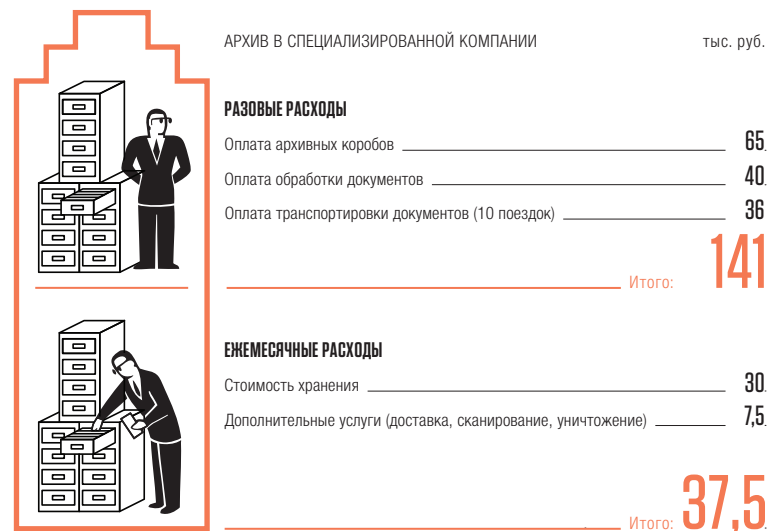 АРХИВ В СПЕЦИАЛИЗИРОВАННОЙ КОМПАНИИ тыс. руб.
РАЗОВЫЕ РАСХОДЫ
Оплата архивных коробов 65
Оплата обработки документов 40
Оплата транспортировки документов (10 поездок) 36
Итого: 141
ЕЖЕМЕСЯЧНЫЕ РАСХОДЫ
Стоимость хранения 30
Дополнительные услуги (доставка, сканирование, уничтожение) 7,5
Итого: 37,5